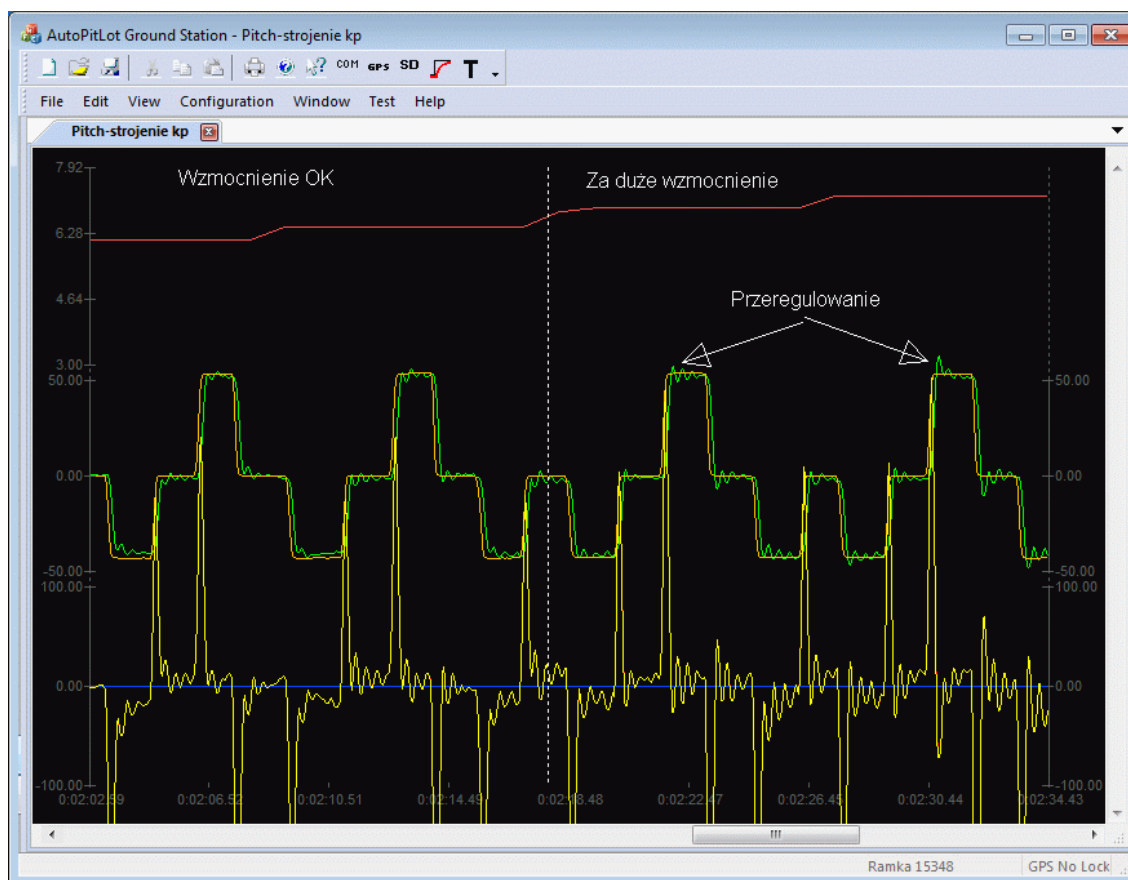 AutoPitLot Ground Station - Pitch-strojenie kp
COM GPS SD T
File Edit View Configuration Window Test Help
Pitch-strojenie kp
7.92
Wzmocnienie OK
Za duże wzmocnienie
6.28
4.64
Przeregulowanie
3.00
50.00 50.00
0.00 0.00
-50.00 -50.00
100.00 100.00
0.00 0.00
-100.00 -100.00
0:02:02.59 0:02:06.52 0:02:10.51 0:02:14.49 0:02:18.48 0:02:22.47 0:02:26.45 0:02:30.44 0:02:34.43
Ramka 15348 GPS No Lock